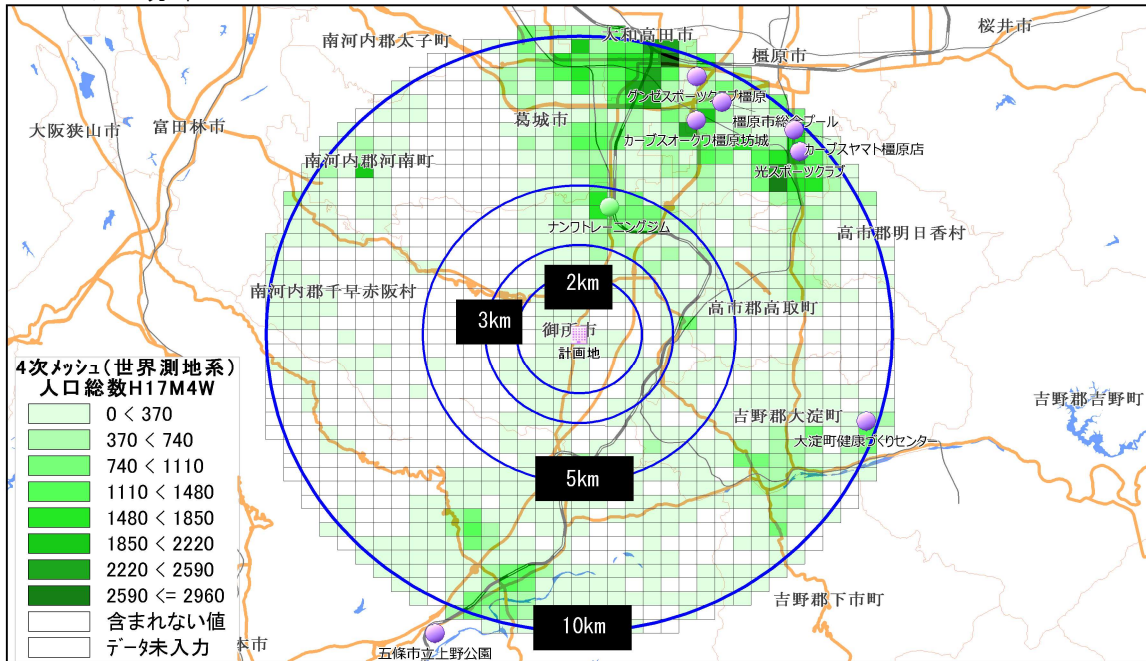 大和高田市
桜井市
南河内郡太子町
橿原市
グンゼスポーツクラブ橿原
大阪狭山市
富田林市
葛城市
橿原市総合プール
カーブスオークワ橿原坊城
カーブスヤマト橿原店
南河内郡河南町
光スポーツクラブ
ナンワトレーニングジム
高市郡明日香村
2km
南河内郡千早赤阪村
高市郡高取町
3km
御所市
計画地
4次メッシュ(世界測地系)
人口総数H17M4W
0 < 370
370 < 740
740 < 1110
1110 < 1480
1480 < 1850
1850 < 2220
2220 < 2590
2590 <= 2960
含まれない値
データ未入力
吉野郡吉野町
吉野郡大淀町
大淀町健康づくりセンター
5km
吉野郡下市町
10km
本市
五條市立上野公園